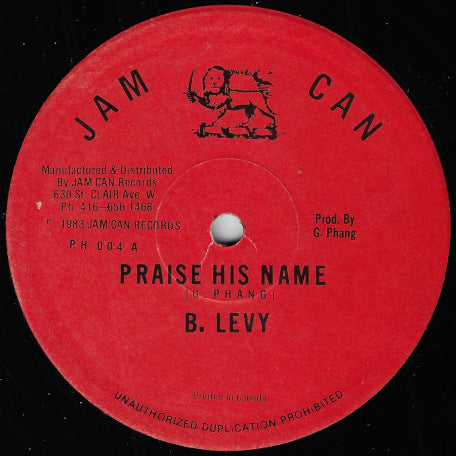 JAM CAN
Manufactured & Distributed
By JAM CAN Records
630 St. CLAIR Ave. W.
Ph. 416-656 1468
℗ 1983 JAM CAN RECORDS
PH 004 A
Prod. By
G. Phang
PRAISE HIS NAME
(G. PHANG)
B. LEVY
Printed In Canada
UNAUTHORIZED DUPLICATION PROHIBITED